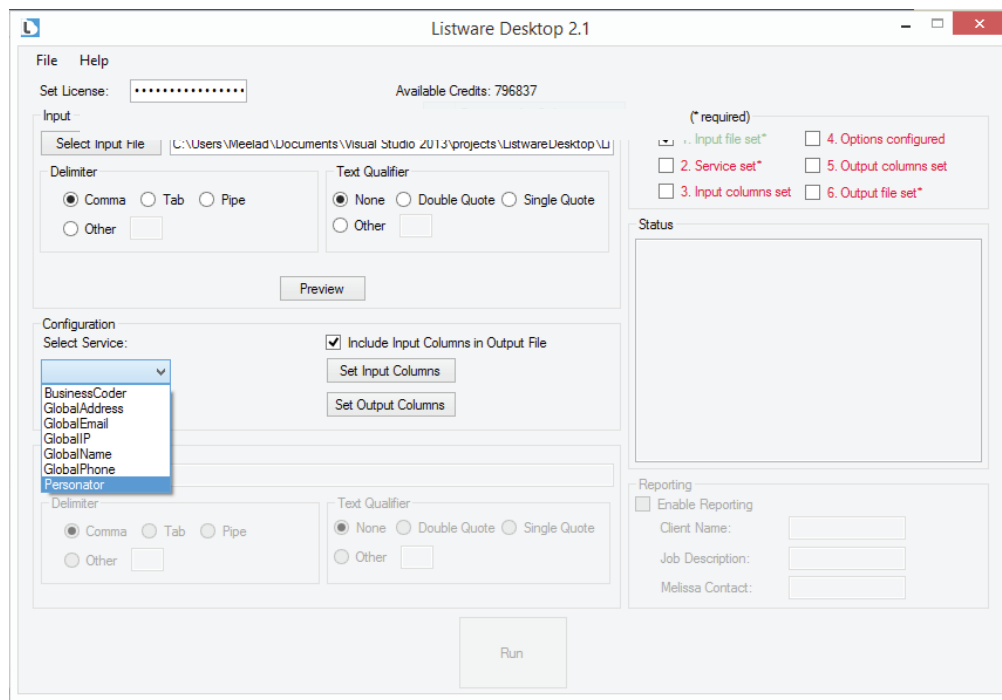 Listware Desktop 2.1
File Help
Set License: ••••••••••••••••
Available Credits: 796837
Input
Select Input File C:\Users\Meelad\Documents\Visual Studio 2013\projects\ListwareDesktop\Li
Delimiter
Comma Tab Pipe
Other
Text Qualifier
None Double Quote Single Quote
Other
Preview
(* required)
1. Input file set*
2. Service set*
3. Input columns set
4. Options configured
5. Output columns set
6. Output file set*
Status
Configuration
Select Service:
BusinessCoder
GlobalAddress
GlobalEmail
GlobalIP
GlobalName
GlobalPhone
Personator
Include Input Columns in Output File
Set Input Columns
Set Output Columns
Delimiter
Comma Tab Pipe
Other
Text Qualifier
None Double Quote Single Quote
Other
Reporting
Enable Reporting
Client Name:
Job Description:
Melissa Contact:
Run